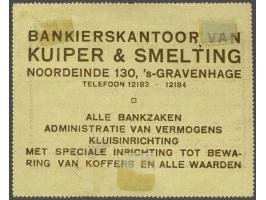 BANKIERSKANTOOR VAN
KUIPER & SMELTING
NOORDEINDE 130, 's-GRAVENHAGE
TELEFOON 12183 - 12184
ALLE BANKZAKEN
ADMINISTRATIE VAN VERMOGENS
KLUISINRICHTING
MET SPECIALE INRICHTING TOT BEWA-
RING VAN KOFFERS EN ALLE WAARDEN